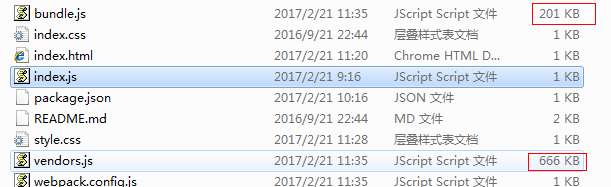 bundle.js 2017/2/21 11:35 JScript Script 文件 201 KB
index.css 2016/9/21 22:44 层叠样式表文档 1 KB
index.html 2017/2/21 11:20 Chrome HTML D... 1 KB
index.js 2017/2/21 9:16 JScript Script 文件 1 KB
package.json 2017/2/21 10:16 JSON 文件 1 KB
README.md 2016/9/21 22:44 MD 文件 2 KB
style.css 2017/2/21 11:28 层叠样式表文档 1 KB
vendors.js 2017/2/21 11:35 JScript Script 文件 666 KB
webpack.config.js 2017/2/21 11:35 JScript Script 文件 1 KB